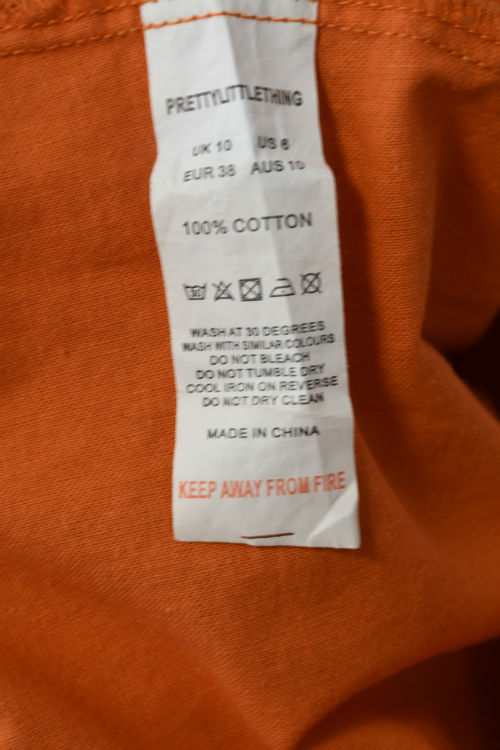 PRETTYLITTLETHING
UK 10 US 6
EUR 38 AUS 10
100% COTTON
30
WASH AT 30 DEGREES
WASH WITH SIMILAR COLOURS
DO NOT BLEACH
DO NOT TUMBLE DRY
COOL IRON ON REVERSE
DO NOT DRY CLEAN
MADE IN CHINA
KEEP AWAY FROM FIRE